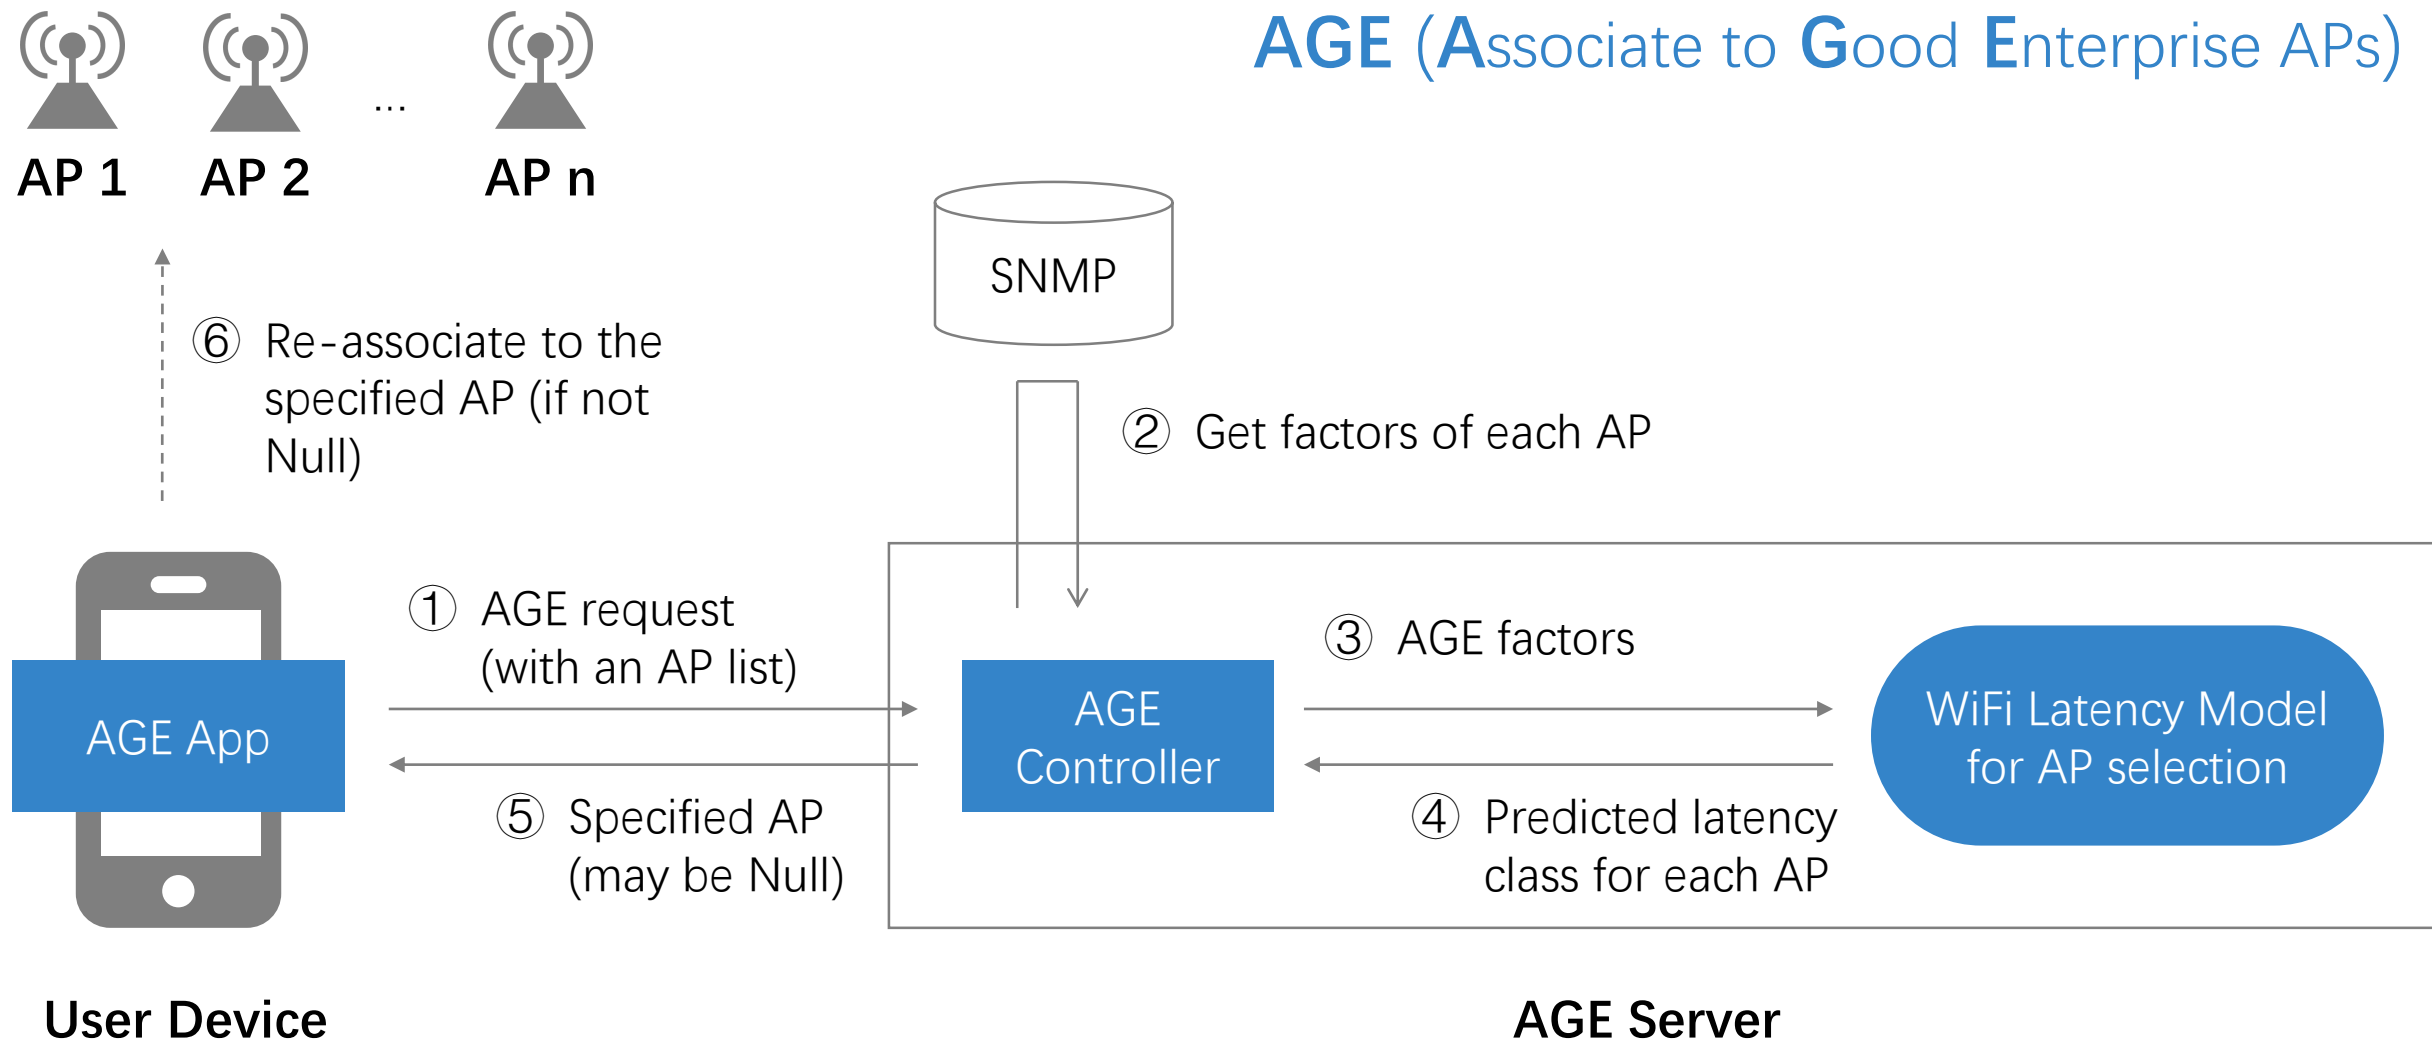 AGE (Associate to Good Enterprise APs)
AP 1
AP 2
...
AP n
SNMP
⑥ Re-associate to the
specified AP (if not
Null)
② Get factors of each AP
① AGE request
(with an AP list)
③ AGE factors
AGE App
AGE
Controller
WiFi Latency Model
for AP selection
⑤ Specified AP
(may be Null)
④ Predicted latency
class for each AP
User Device
AGE Server